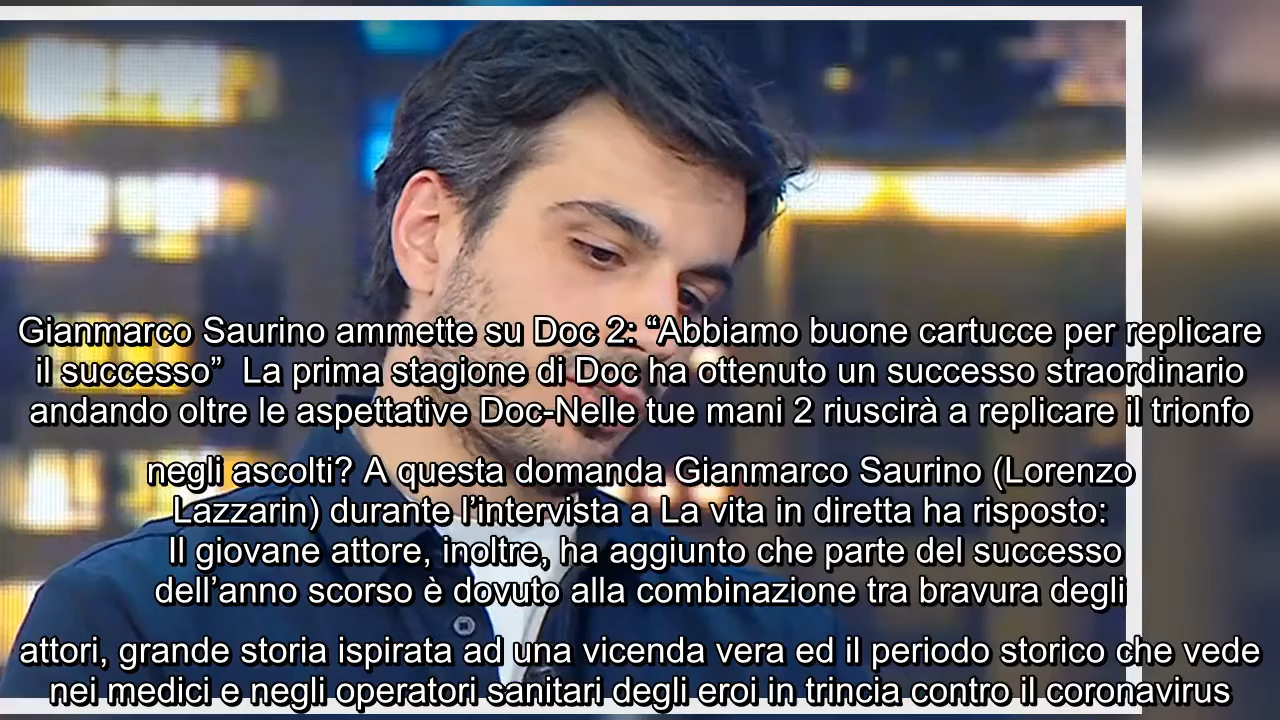 Gianmarco Saurino ammette su Doc 2: “Abbiamo buone cartucce per replicare
il successo”  La prima stagione di Doc ha ottenuto un successo straordinario
andando oltre le aspettative Doc-Nelle tue mani 2 riuscirà a replicare il trionfo
negli ascolti? A questa domanda Gianmarco Saurino (Lorenzo
Lazzarin) durante l’intervista a La vita in diretta ha risposto:
Il giovane attore, inoltre, ha aggiunto che parte del successo
dell’anno scorso è dovuto alla combinazione tra bravura degli
attori, grande storia ispirata ad una vicenda vera ed il periodo storico che vede
nei medici e negli operatori sanitari degli eroi in trincia contro il coronavirus